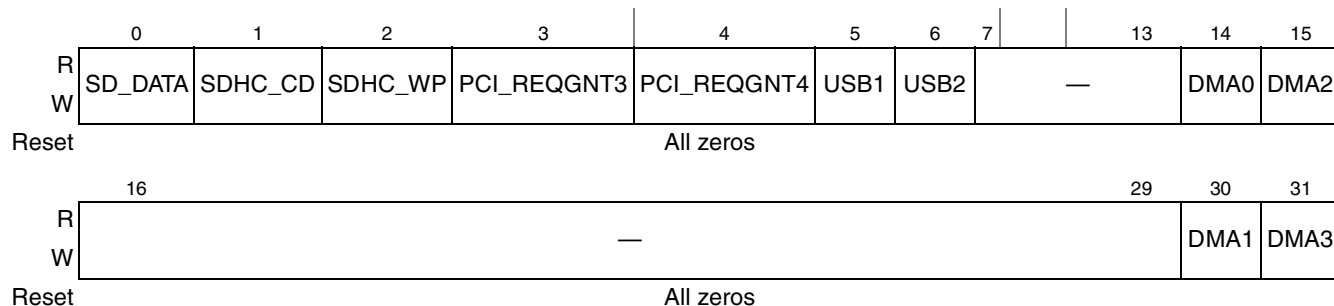 0 1 2 3 4 5 6 7 13 14 15
R
SD_DATA SDHC_CD SDHC_WP PCI_REQGNT3 PCI_REQGNT4 USB1 USB2 — DMA0 DMA2
W
Reset All zeros
16 29 30 31
R
— DMA1 DMA3
W
Reset All zeros